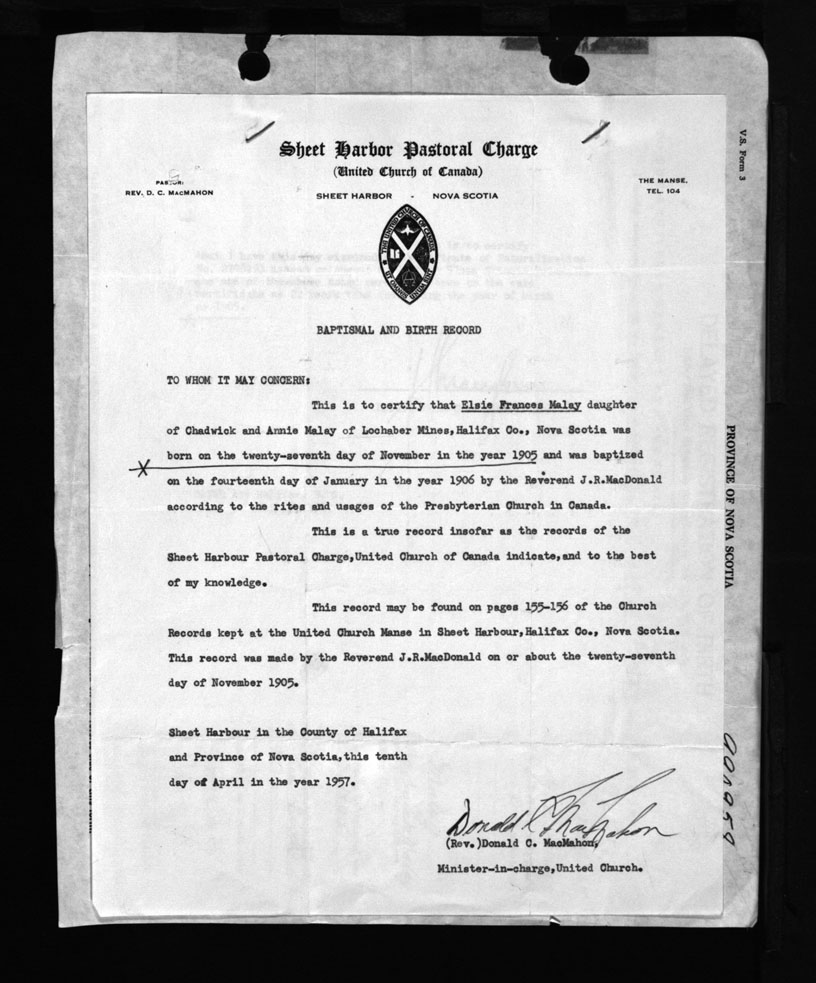 Sheet Harbor Pastoral Charge
(United Church of Canada)
REV. D. C. MACMAHON
THE MANSE,
TEL. 104
SHEET HARBOR - NOVA SCOTIA
V.S. Form 3
THE UNITED CHURCH OF CANADA
BAPTISMAL AND BIRTH RECORD
TO WHOM IT MAY CONCERN:
This is to certify that Elsie Frances Malay daughter
of Chadwick and Annie Malay of Lochaber Mines,Halifax Co., Nova Scotia was
born on the twenty-seventh day of November in the year 1905 and was baptized
on the fourteenth day of January in the year 1906 by the Reverend J.R.MacDonald
according to the rites and usages of the Presbyterian Church in Canada.
This is a true record insofar as the records of the
Sheet Harbour Pastoral Charge,United Church of Canada indicate,and to the best
of my knowledge.
This record may be found on pages 155-156 of the Church
Records kept at the United Church Manse in Sheet Harbour,Halifax Co., Nova Scotia.
This record was made by the Reverend J.R.MacDonald on or about the twenty-seventh
day of November 1905.
Sheet Harbour in the County of Halifax
and Province of Nova Scotia,this tenth
day of April in the year 1957.
Donald C MacMahon
(Rev.)Donald C. MacMahon,
Minister-in-charge,United Church.
PROVINCE OF NOVA SCOTIA